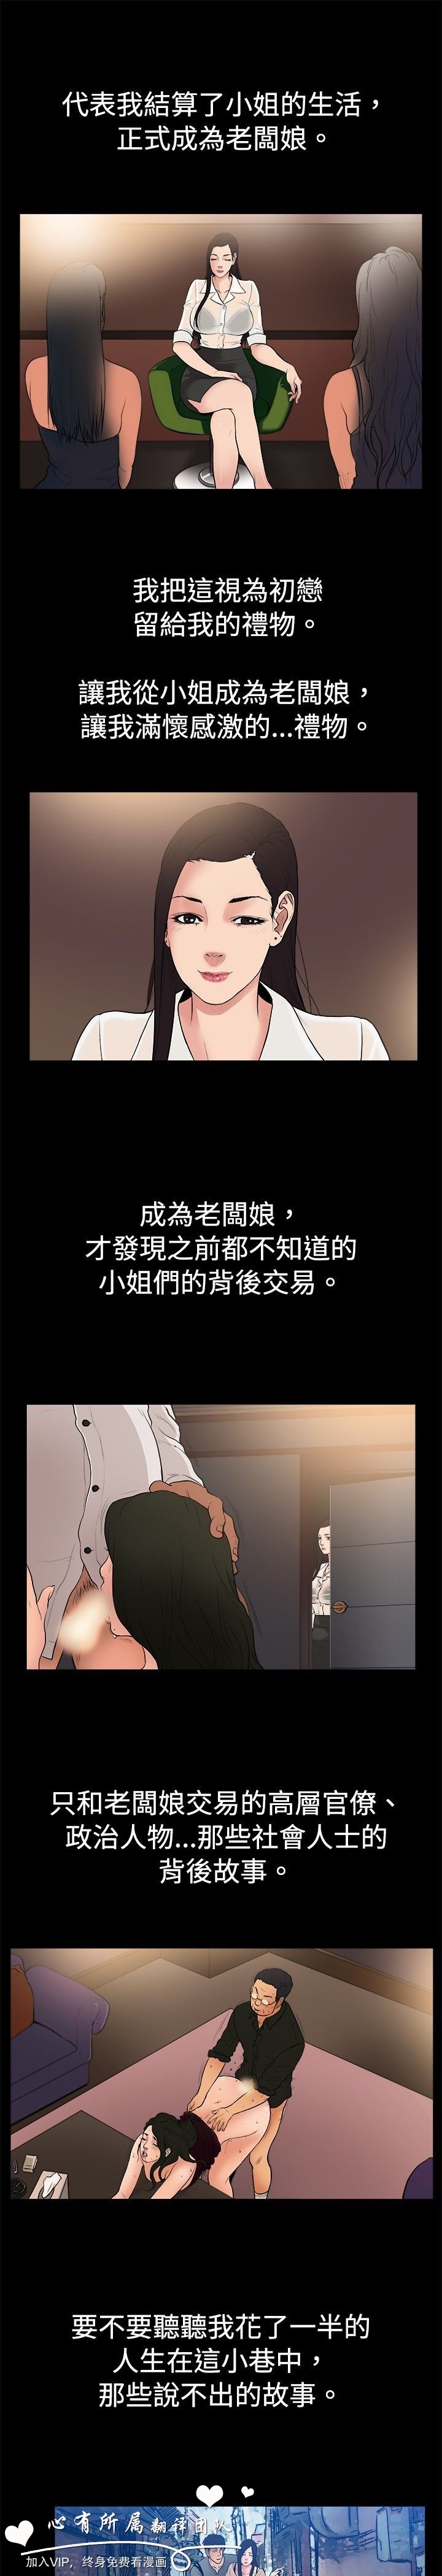 代表我結算了小姐的生活，
正式成為老闆娘。
我把這視為初戀
留給我的禮物。
讓我從小姐成為老闆娘，
讓我滿懷感激的...禮物。
成為老闆娘，
才發現之前都不知道的
小姐們的背後交易。
只和老闆娘交易的高層官僚、
政治人物...那些社會人士的
背後故事。
要不要聽聽我花了一半的
人生在這小巷中，
那些說不出的故事。
心有所属翻译团队
加入VIP，终身免费看漫画